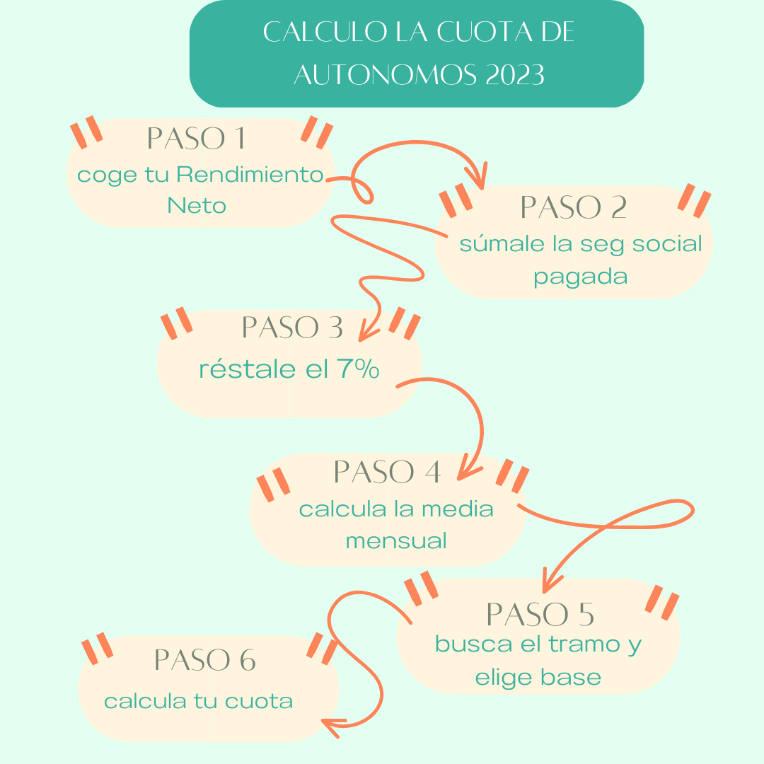 CALCULO LA CUOTA DE
AUTONOMOS 2023
PASO 1
coge tu Rendimiento
Neto
PASO 2
súmale la seg social
pagada
PASO 3
réstale el 7%
PASO 4
calcula la media
mensual
PASO 5
busca el tramo y
elige base
PASO 6
calcula tu cuota